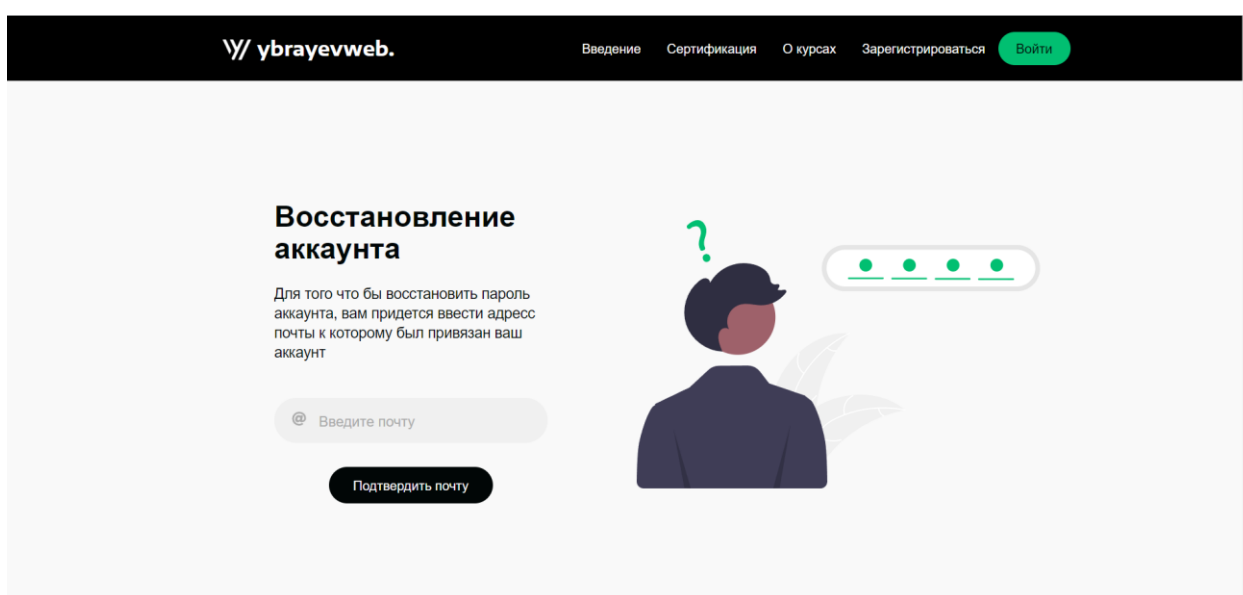 ybrayevweb.
Введение Сертификация О курсах Зарегистрироваться Войти
Восстановление
аккаунта
Для того что бы восстановить пароль
аккаунта, вам придется ввести адресс
почты к которому был привязан ваш
аккаунт
@ Введите почту
Подтвердить почту
?